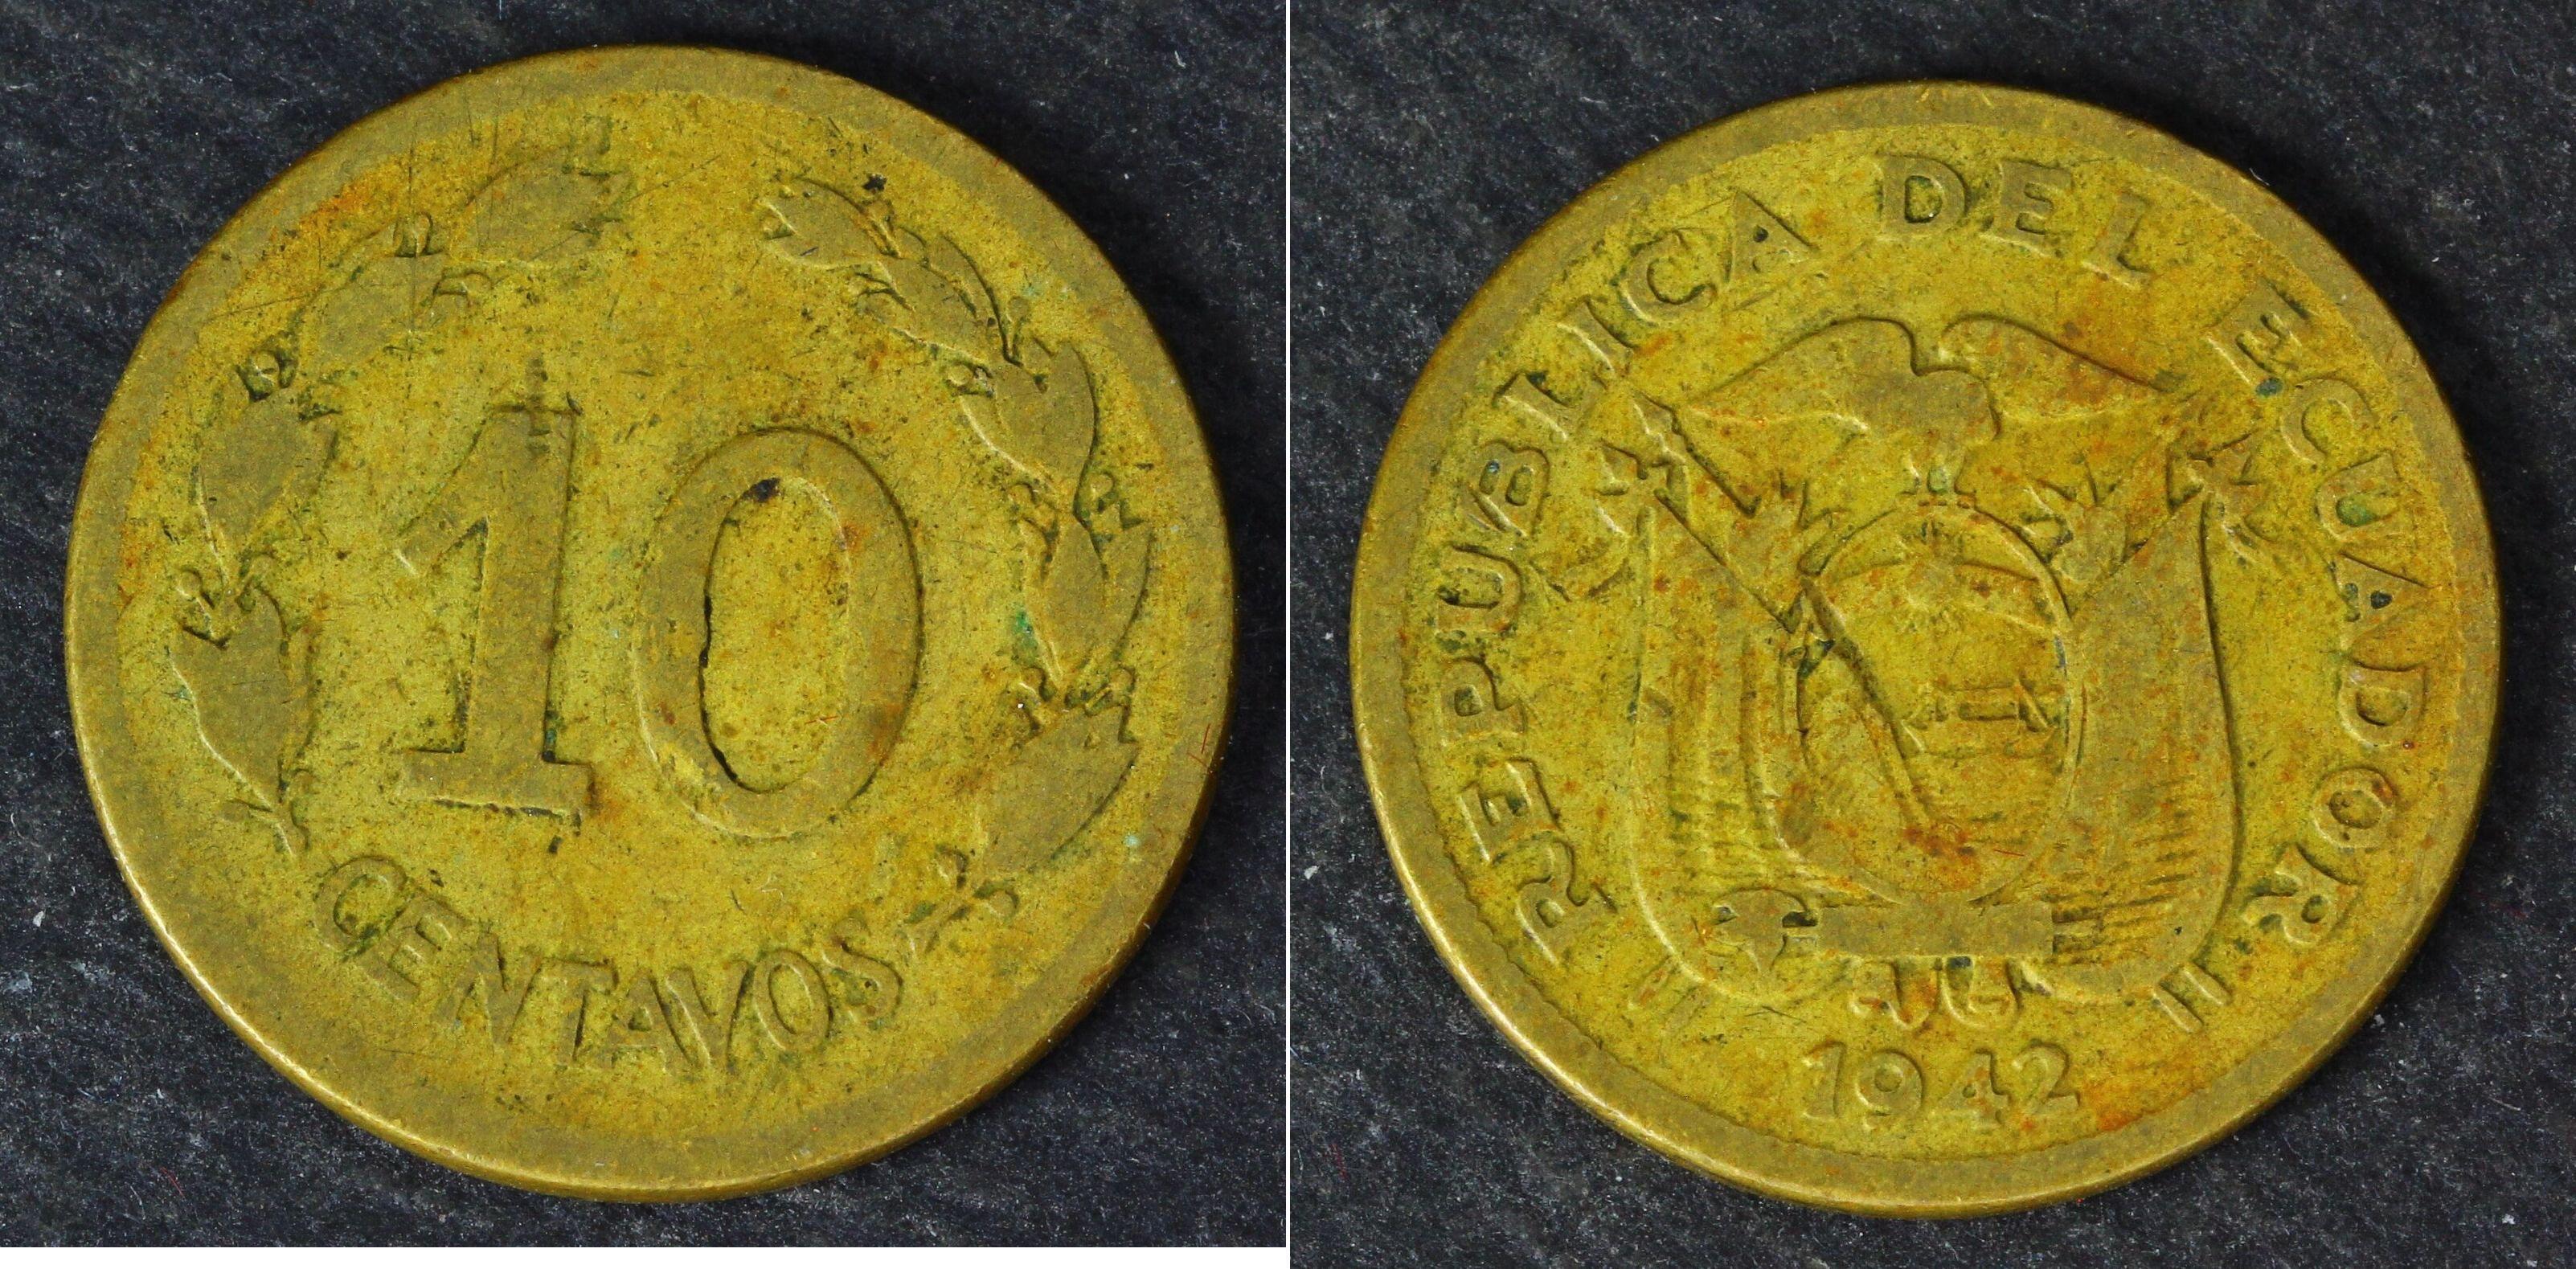 10
CENTAVOS
REPUBLICA DEL ECUADOR
1942